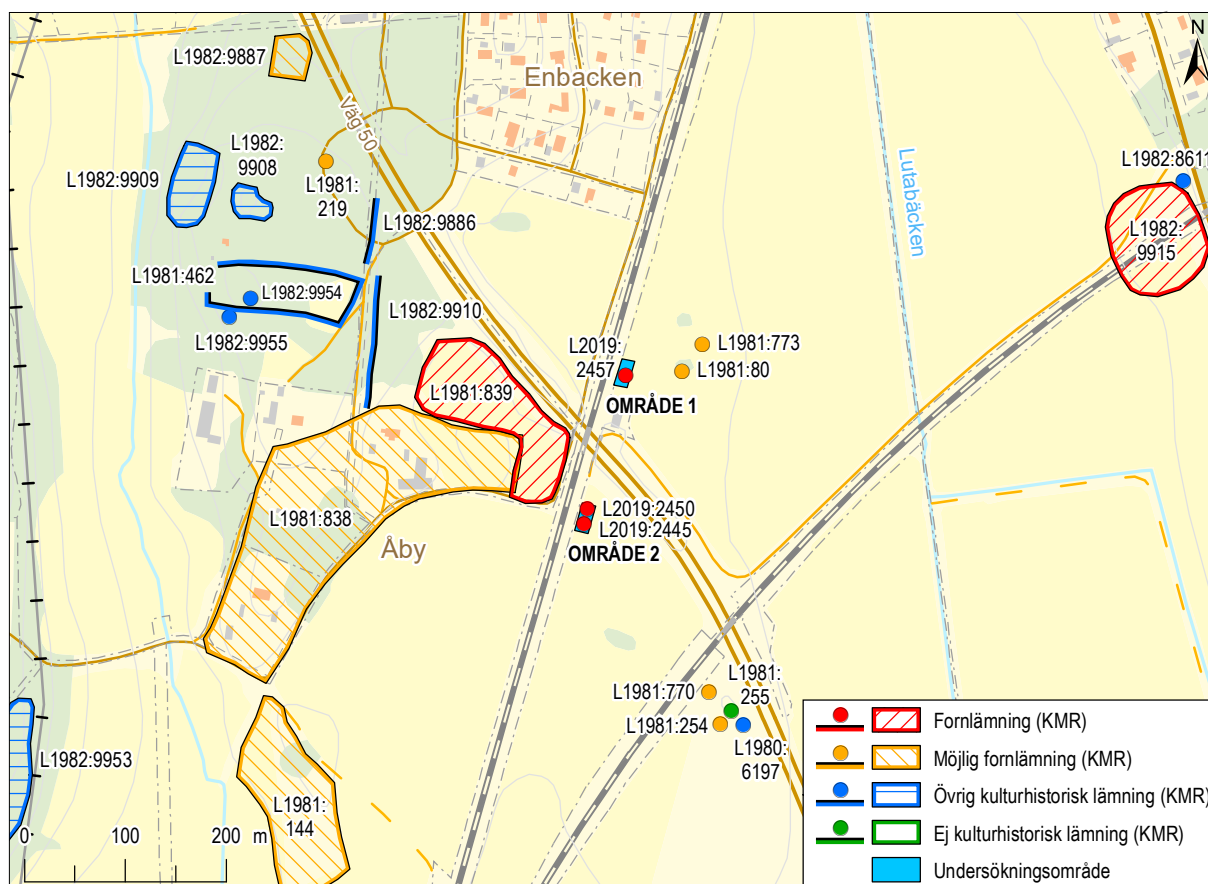 N
L1982:9887
Enbacken
Väg 50
L1982:
9908
L1982:9909
L1981:
219
L1982:9886
Lutabäcken
L1982:8611
L1982:
9915
L1981:462
L1982:9954
L1982:9955
L1982:9910
L2019:
2457
L1981:773
L1981:80
OMRÅDE 1
L1981:839
L1981:838
Åby
L2019:2450
L2019:2445
OMRÅDE 2
L1981:770
L1981:
255
L1981:254
L1980:
6197
L1982:9953
L1981:
144
0
100
200 m
Fornlämning (KMR)
Möjlig fornlämning (KMR)
Övrig kulturhistorisk lämning (KMR)
Ej kulturhistorisk lämning (KMR)
Undersökningsområde